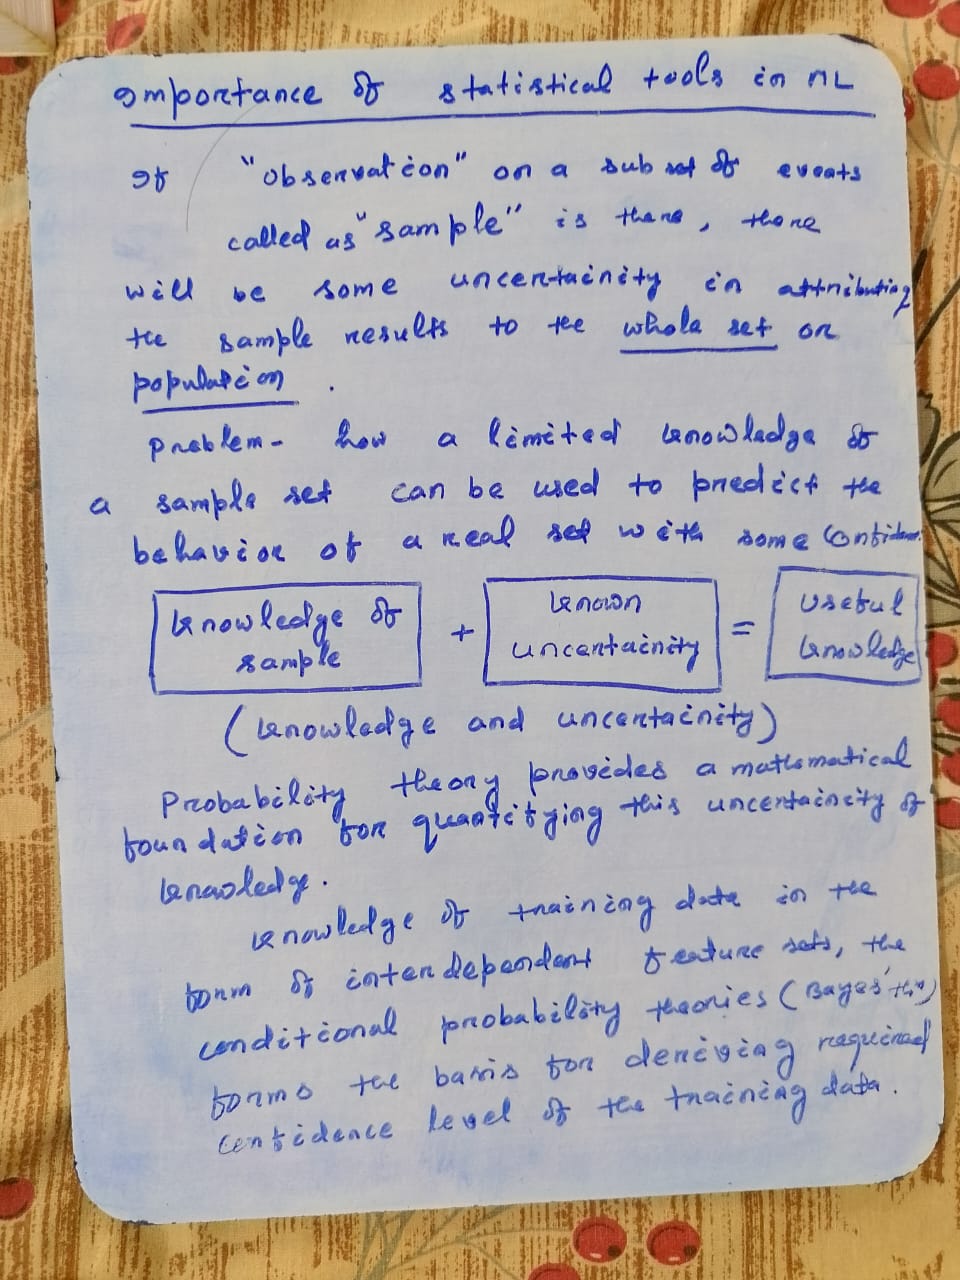 Importance of statistical tools in ML
If "observation" on a sub set of events
called as "sample" is there, there
will be some uncertainity in attributing
the sample results to the whole set or
population.
Problem - how a limited knowledge of
a sample set can be used to predict the
behavior of a real set with some confidence
knowledge of
sample
+
known
uncertainity
=
Useful
knowledge
(knowledge and uncertainity)
Probability theory provides a mathematical
foundation for quantifying this uncertainity of
knowledge.
knowledge of training data in the
form of interdependant feature sets, the
conditional probability theories (Bayes' thm)
forms the basis for deriving required
confidence level of the training data.